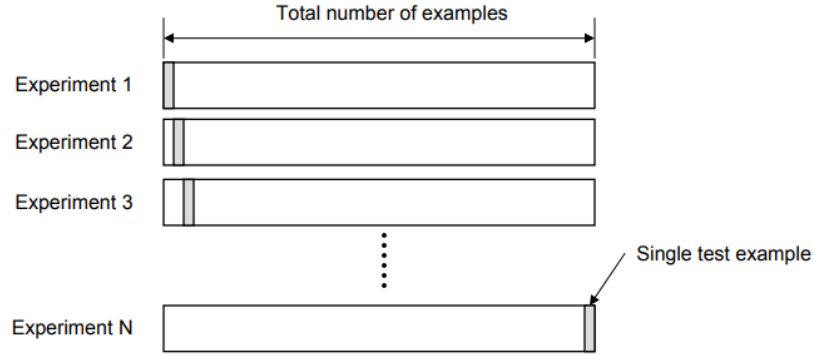 Total number of examples
Experiment 1
Experiment 2
Experiment 3
Single test example
Experiment N